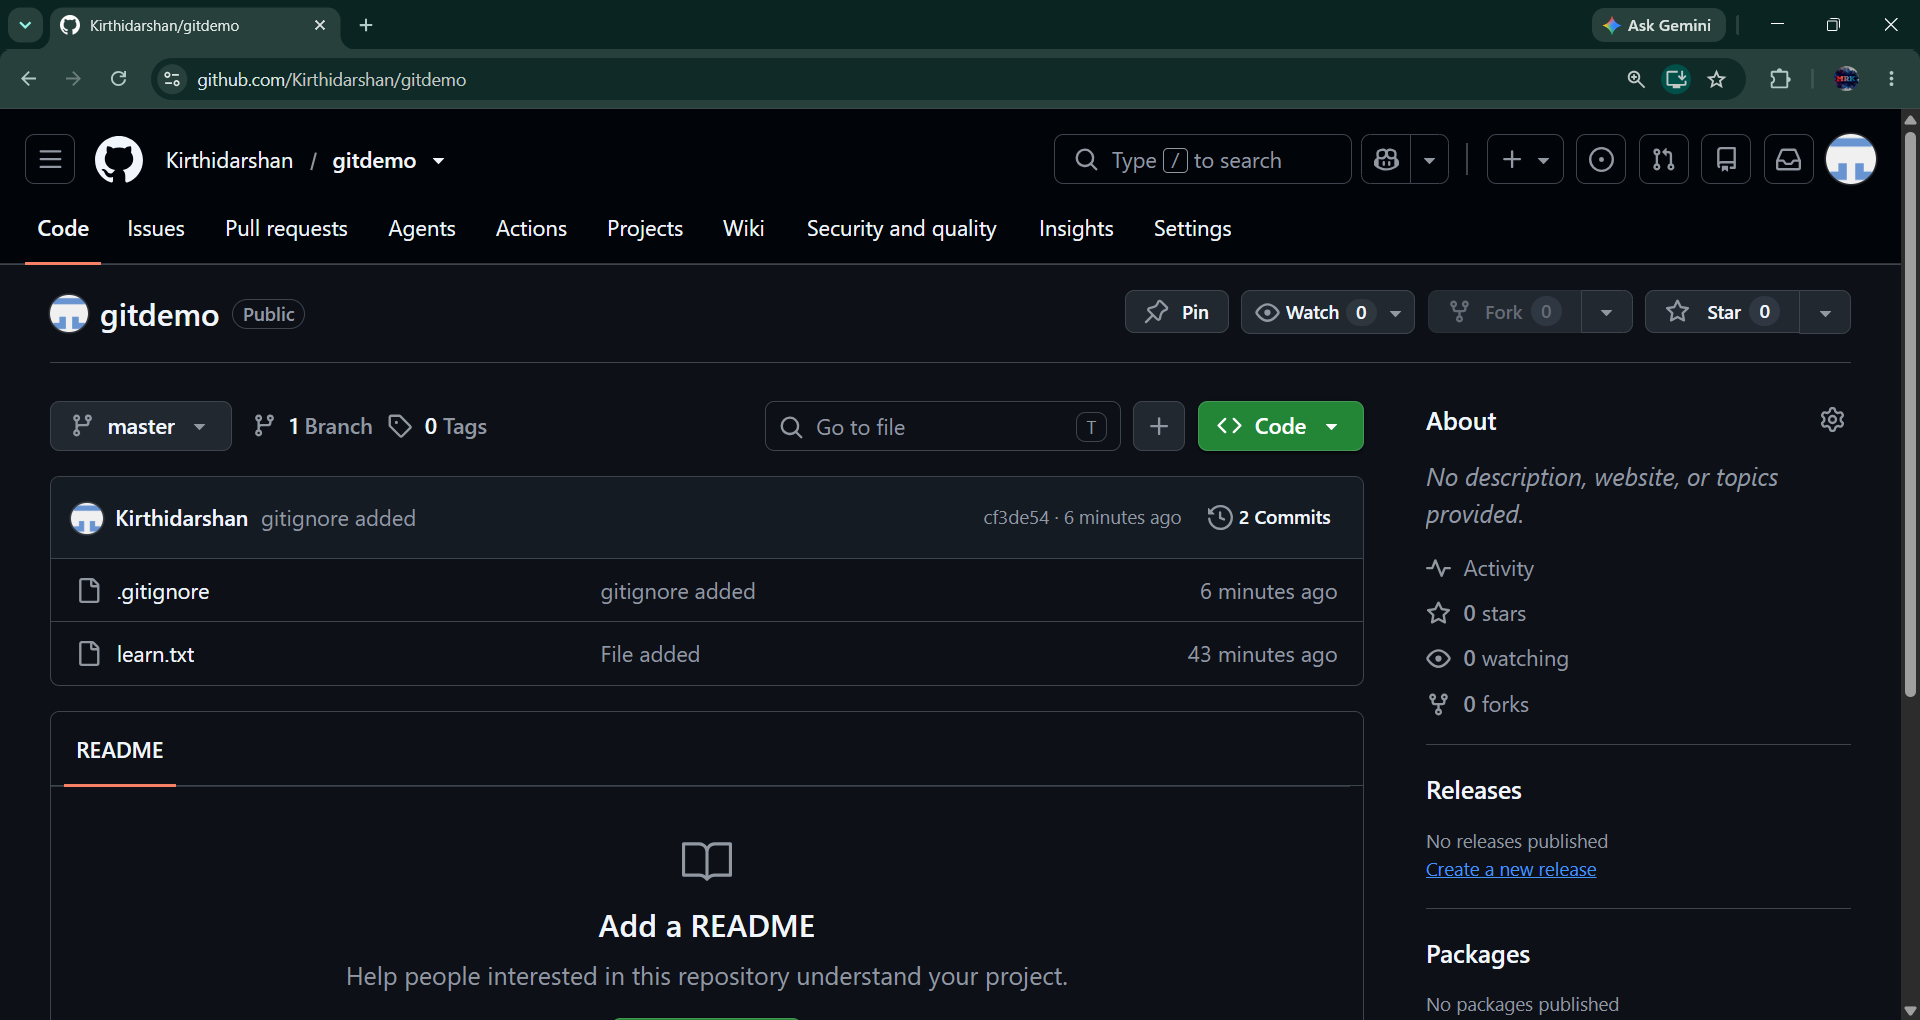 Kirthidarshan/gitdemo
Ask Gemini
github.com/Kirthidarshan/gitdemo
MRK
Kirthidarshan / gitdemo
Type / to search
Code Issues Pull requests Agents Actions Projects Wiki Security and quality Insights Settings
gitdemo Public
Pin Watch 0 Fork 0 Star 0
master 1 Branch 0 Tags
Go to file T
Code
About
No description, website, or topics
provided.
Kirthidarshan gitignore added cf3de54 · 6 minutes ago 2 Commits
.gitignore gitignore added 6 minutes ago
learn.txt File added 43 minutes ago
Activity
0 stars
0 watching
0 forks
README
Add a README
Help people interested in this repository understand your project.
Releases
No releases published
Create a new release
Packages
No packages published